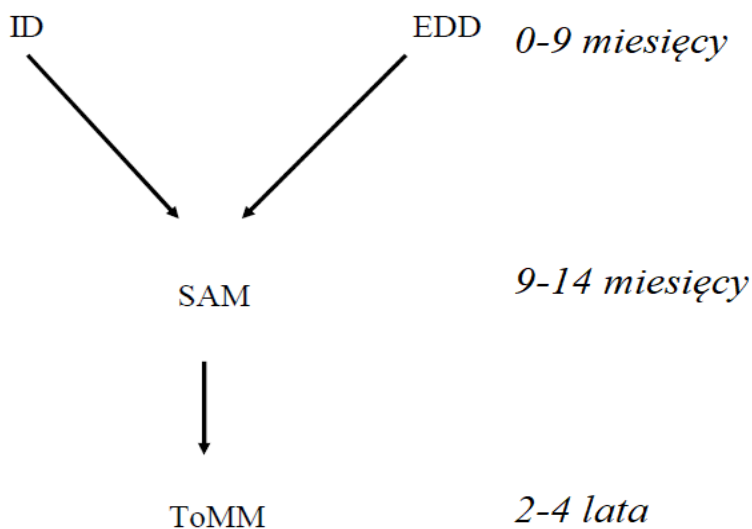 ID
EDD
0-9 miesięcy
SAM
9-14 miesięcy
ToMM
2-4 lata